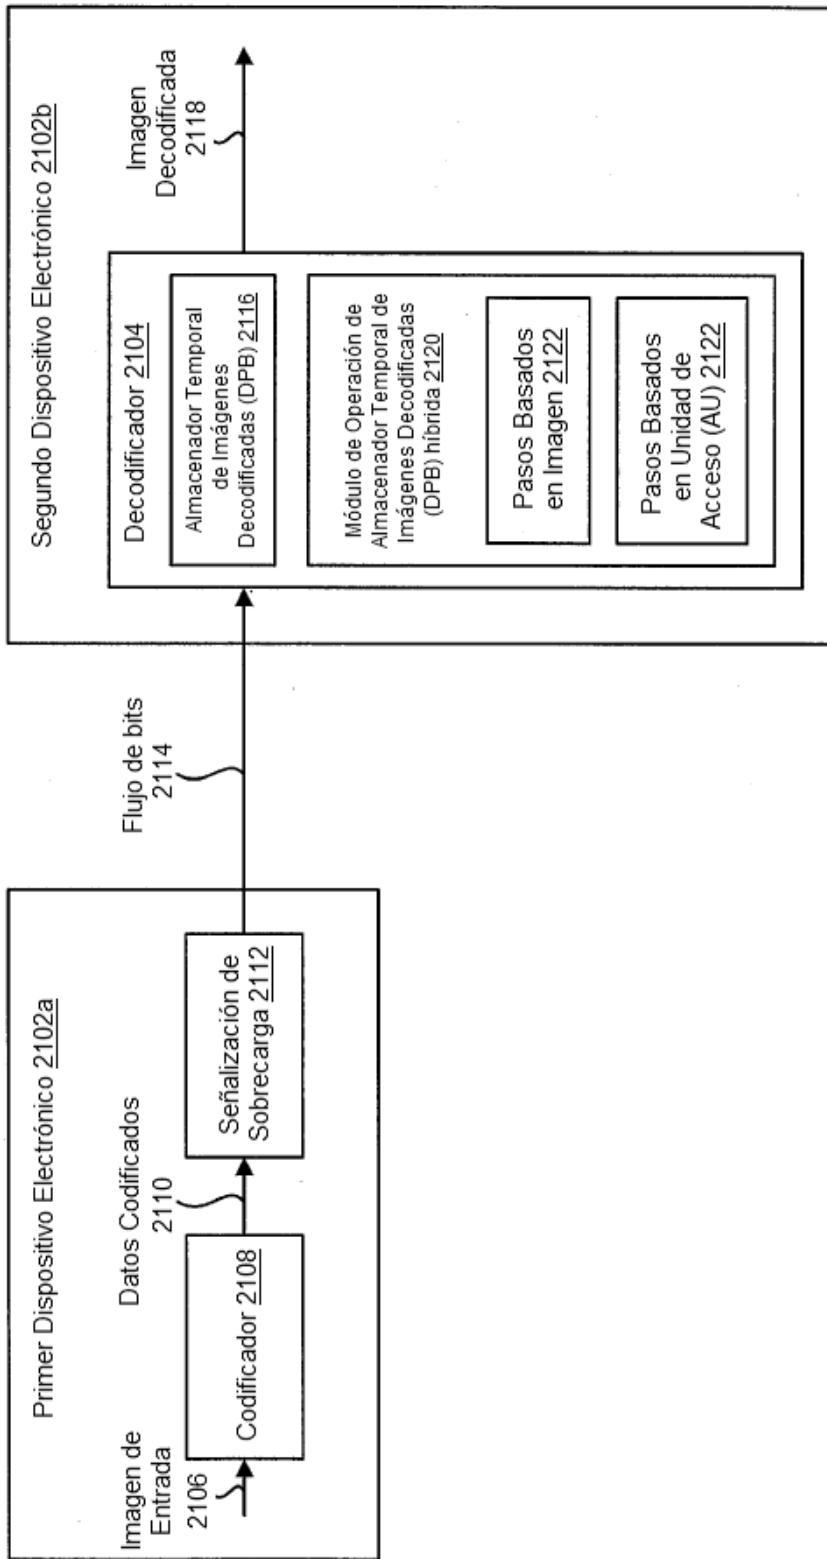 Primer Dispositivo Electrónico 2102a
Imagen de
Entrada
2106
Codificador 2108
Datos Codificados
2110
Señalización de
Sobrecarga 2112
Flujo de bits
2114
Segundo Dispositivo Electrónico 2102b
Decodificador 2104
Almacenador Temporal
de Imágenes
Decodificadas (DPB) 2116
Módulo de Operación de
Almacenador Temporal de
Imágenes Decodificadas
(DPB) híbrida 2120
Pasos Basados
en Imagen 2122
Pasos Basados
en Unidad de
Acceso (AU) 2122
Imagen
Decodificada
2118